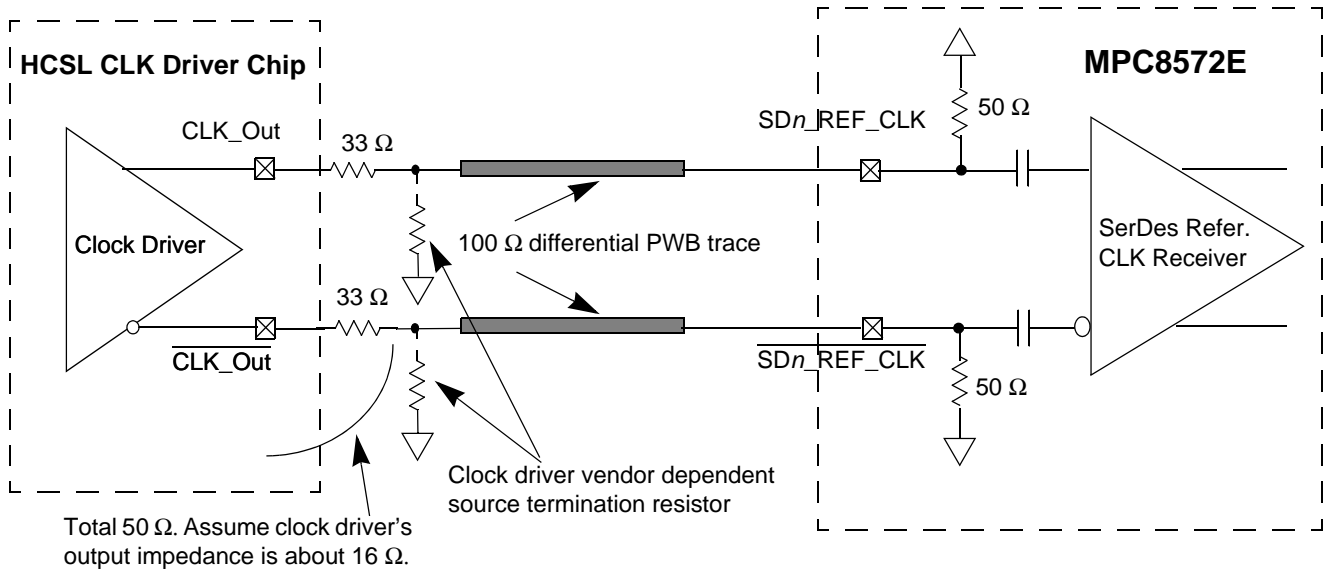 HCSL CLK Driver Chip
MPC8572E
CLK_Out
33 Ω
SDn_REF_CLK
50 Ω
Clock Driver
100 Ω differential PWB trace
SerDes Refer.
CLK Receiver
33 Ω
CLK_Out
SDn_REF_CLK
50 Ω
Clock driver vendor dependent
source termination resistor
Total 50 Ω. Assume clock driver's
output impedance is about 16 Ω.